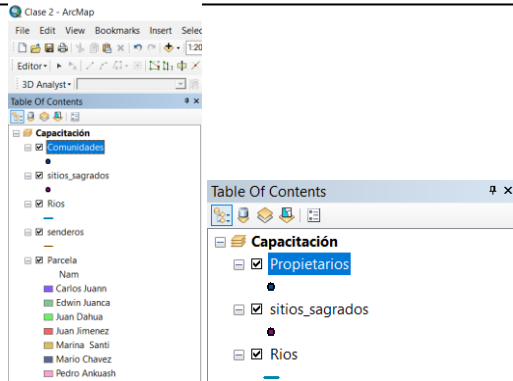 Clase 2 - ArcMap
File Edit View Bookmarks Insert Selec
1:20
Editor
3D Analyst
Table Of Contents
Capacitación
Comunidades
sitios_sagrados
Rios
senderos
Parcela
Nam
Carlos Juann
Edwin Juanca
Juan Dahua
Juan Jimenez
Marina Santi
Mario Chavez
Pedro Ankuash
Table Of Contents
Capacitación
Propietarios
sitios_sagrados
Rios